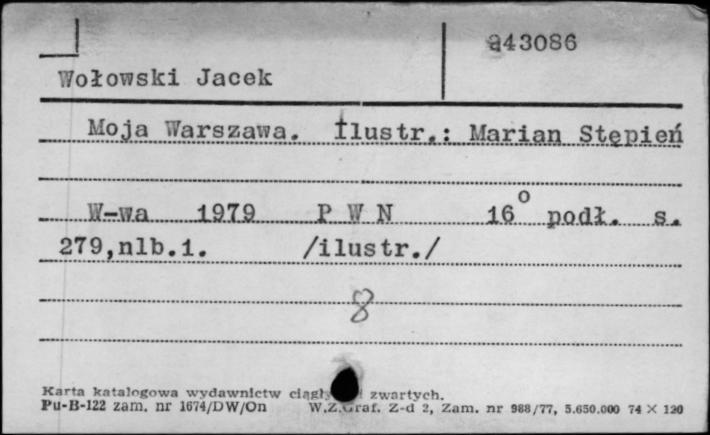 a43086
Wołowski Jacek
Moja Warszawa. Ilustr.: Marian Stępień
W-wa 1979 P W N 16° podł. s.
279,nlb.1. /ilustr./
8
Karta katalogowa wydawnictw i zwartych.
Pu-B-122 zam. nr 1674/DW/On W.Z.Graf. Z-d 2, Zam. nr 988/77, 5.650.000 74 × 120